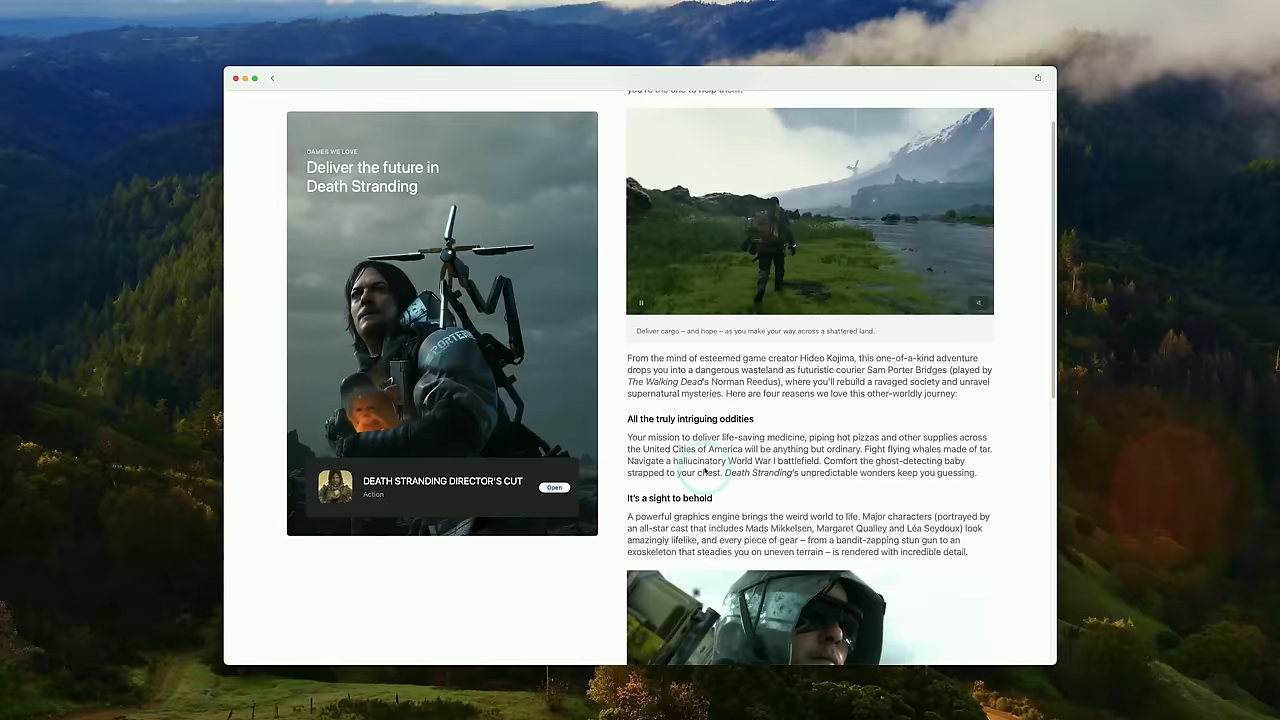 you're the one to help them.
GAMES WE LOVE
Deliver the future in
Death Stranding
PORTER
DEATH STRANDING DIRECTOR'S CUT
Action
Open
Deliver cargo – and hope – as you make your way across a shattered land.
From the mind of esteemed game creator Hideo Kojima, this one-of-a-kind adventure
drops you into a dangerous wasteland as futuristic courier Sam Porter Bridges (played by
The Walking Dead's Norman Reedus), where you'll rebuild a ravaged society and unravel
supernatural mysteries. Here are four reasons we love this other-worldly journey:
All the truly intriguing oddities
Your mission to deliver life-saving medicine, piping hot pizzas and other supplies across
the United Cities of America will be anything but ordinary. Fight flying whales made of tar.
Navigate a hallucinatory World War I battlefield. Comfort the ghost-detecting baby
strapped to your chest. Death Stranding's unpredictable wonders keep you guessing.
It's a sight to behold
A powerful graphics engine brings the weird world to life. Major characters (portrayed by
an all-star cast that includes Mads Mikkelsen, Margaret Qualley and Léa Seydoux) look
amazingly lifelike, and every piece of gear – from a bandit-zapping stun gun to an
exoskeleton that steadies you on uneven terrain – is rendered with incredible detail.